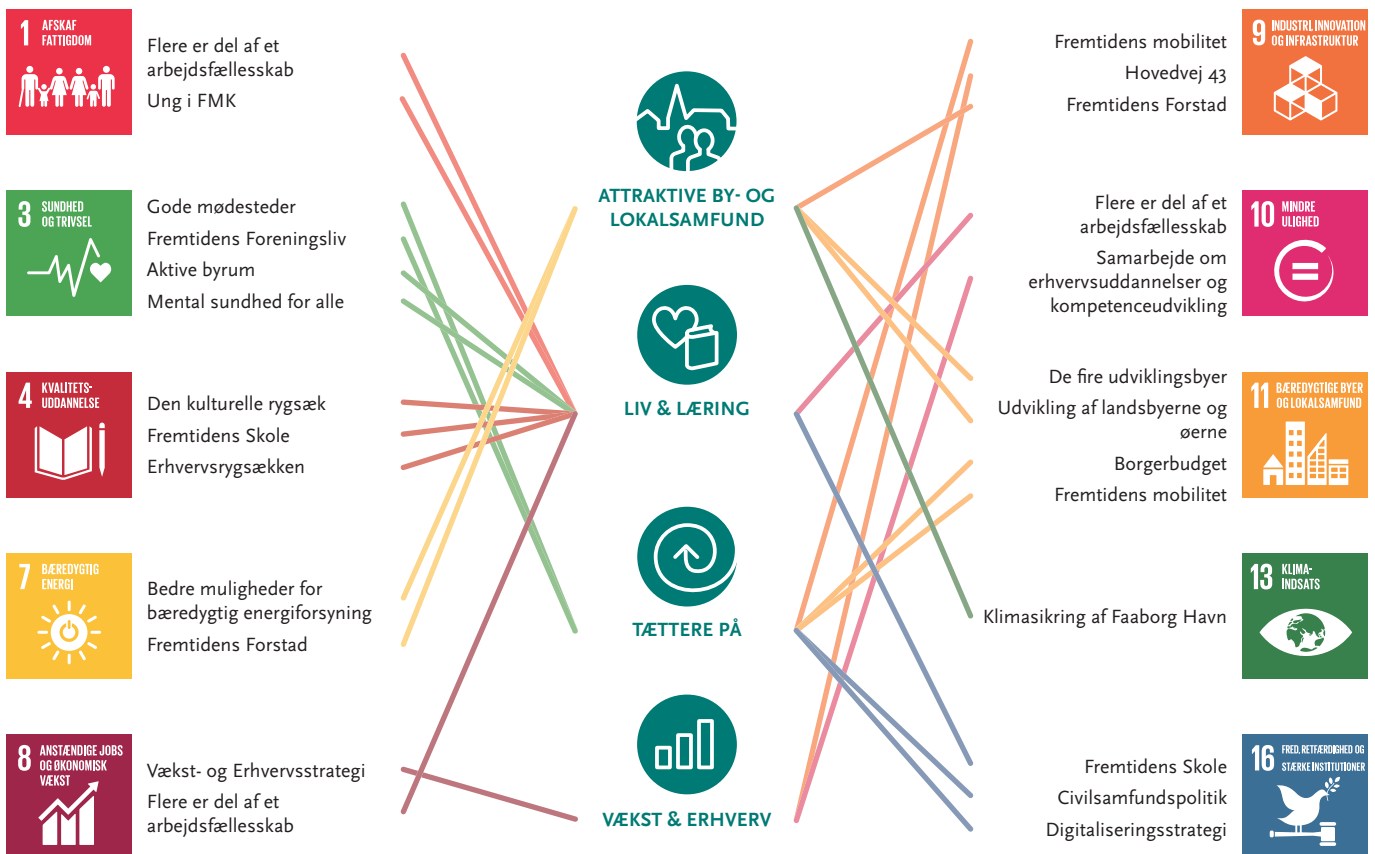 1 AFSKAF
FATTIGDOM
Flere er del af et
arbejdsfællesskab
Ung i FMK
3 SUNDHED
OG TRIVSEL
Gode mødesteder
Fremtidens Foreningsliv
Aktive byrum
Mental sundhed for alle
4 KVALITETS-
UDDANNELSE
Den kulturelle rygsæk
Fremtidens Skole
Erhvervsrygsækken
7 BÆREDYGTIG
ENERGI
Bedre muligheder for
bæredygtig energiforsyning
Fremtidens Forstad
8 ANSTÆNDIGE JOBS
OG ØKONOMISK
VÆKST
Vækst- og Erhvervsstrategi
Flere er del af et
arbejdsfællesskab
ATTRAKTIVE BY- OG
LOKALSAMFUND
LIV & LÆRING
TÆTTERE PÅ
VÆKST & ERHVERV
Fremtidens mobilitet
Hovedvej 43
Fremtidens Forstad
9 INDUSTRI, INNOVATION
OG INFRASTRUKTUR
Flere er del af et
arbejdsfællesskab
Samarbejde om
erhvervsuddannelser og
kompetenceudvikling
10 MINDRE
ULIGHED
De fire udviklingsbyer
Udvikling af landsbyerne og
øerne
Borgerbudget
Fremtidens mobilitet
11 BÆREDYGTIGE BYER
OG LOKALSAMFUND
Klimasikring af Faaborg Havn
13 KLIMA-
INDSATS
Fremtidens Skole
Civilsamfundspolitik
Digitaliseringsstrategi
16 FRED, RETFÆRDIGHED OG
STÆRKE INSTITUTIONER